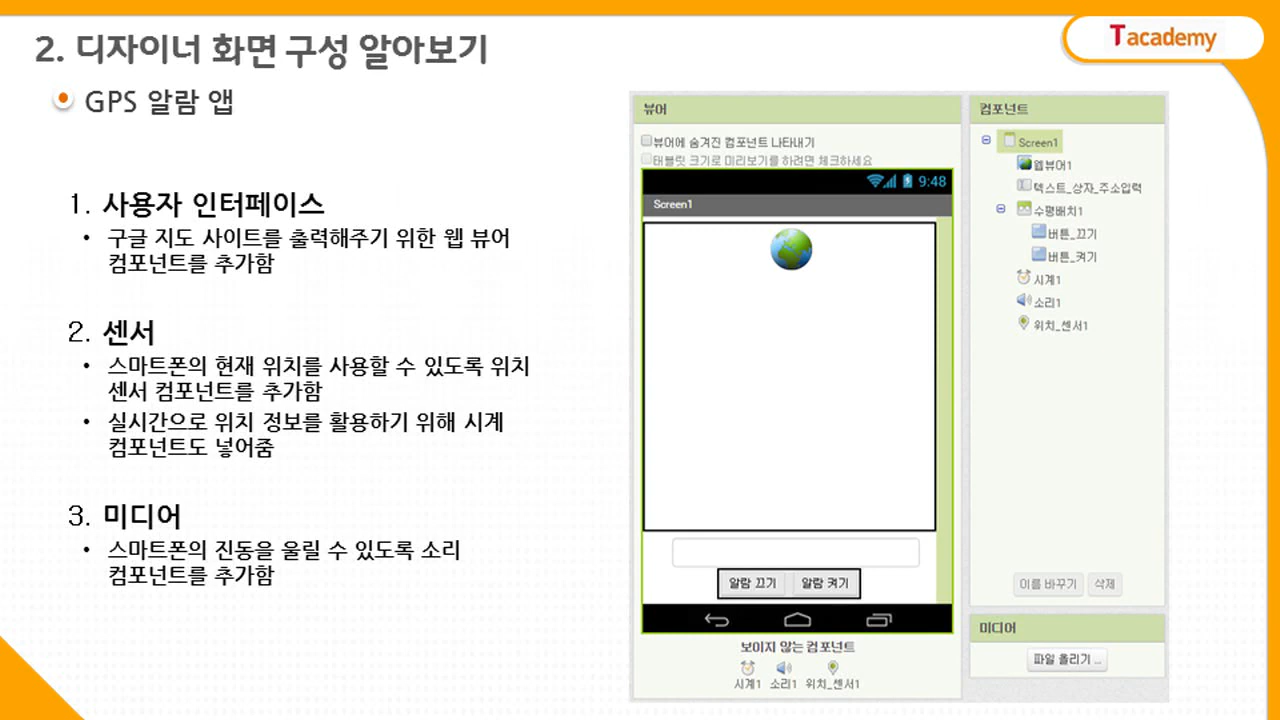 2. 디자이너 화면 구성 알아보기
Tacademy
GPS 알람 앱
1. 사용자 인터페이스
• 구글 지도 사이트를 출력해주기 위한 웹 뷰어
컴포넌트를 추가함
2. 센서
• 스마트폰의 현재 위치를 사용할 수 있도록 위치
센서 컴포넌트를 추가함
• 실시간으로 위치 정보를 활용하기 위해 시계
컴포넌트도 넣어줌
3. 미디어
• 스마트폰의 진동을 울릴 수 있도록 소리
컴포넌트를 추가함
뷰어
뷰어에 숨겨진 컴포넌트 나타내기
태블릿 크기로 미리보기를 하려면 체크하세요
9:48
Screen1
알람 끄기
알람 켜기
보이지 않는 컴포넌트
시계1
소리1
위치_센서1
컴포넌트
Screen1
웹뷰어1
텍스트_상자_주소입력
수평배치1
버튼_끄기
버튼_켜기
시계1
소리1
위치_센서1
이름 바꾸기
삭제
미디어
파일 올리기 ...